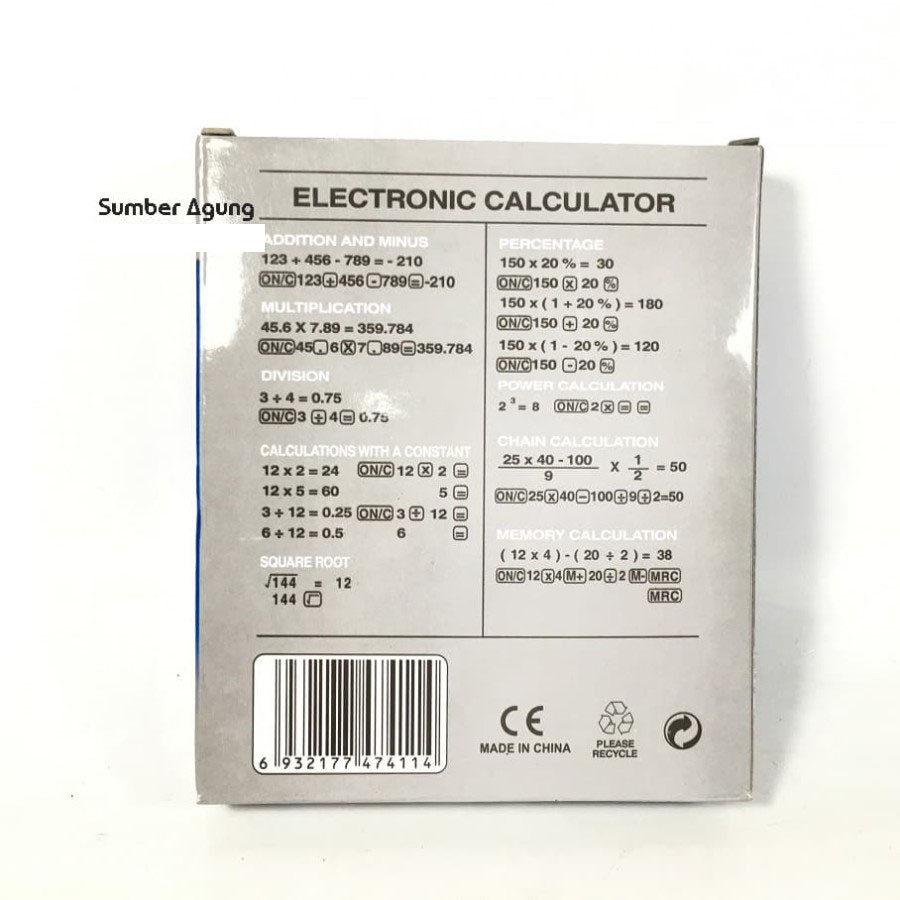 Sumber Agung
ELECTRONIC CALCULATOR
ADDITION AND MINUS
123 + 456 - 789 = - 210
ON/C 123 + 456 - 789 = -210
MULTIPLICATION
45.6 X 7.89 = 359.784
ON/C 45 . 6 X 7 . 89 = 359.784
DIVISION
3 ÷ 4 = 0.75
ON/C 3 ÷ 4 = 0.75
CALCULATIONS WITH A CONSTANT
12 x 2 = 24 ON/C 12 X 2 =
12 x 5 = 60 5 =
3 ÷ 12 = 0.25 ON/C 3 ÷ 12 =
6 ÷ 12 = 0.5 6 =
SQUARE ROOT
√144 = 12
144 √
PERCENTAGE
150 x 20 % = 30
ON/C 150 X 20 %
150 x ( 1 + 20 % ) = 180
ON/C 150 + 20 %
150 x ( 1 - 20 % ) = 120
ON/C 150 - 20 %
POWER CALCULATION
2³ = 8 ON/C 2 X = =
CHAIN CALCULATION
25 x 40 - 100 / 9 X 1 / 2 = 50
ON/C 25 X 40 - 100 ÷ 9 ÷ 2=50
MEMORY CALCULATION
( 12 x 4 ) - ( 20 ÷ 2 ) = 38
ON/C 12 X 4 M+ 20 ÷ 2 M- MRC
MRC
6 932177 474114
CE
MADE IN CHINA
PLEASE
RECYCLE